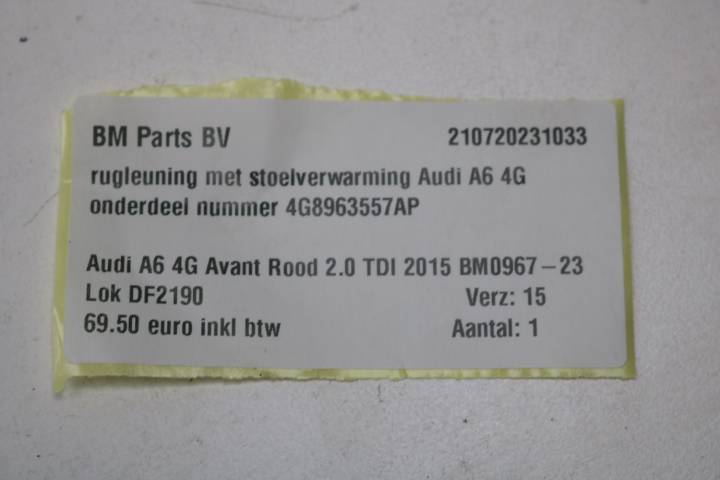 BM Parts BV 210720231033
rugleuning met stoelverwarming Audi A6 4G
onderdeel nummer 4G8963557AP
Audi A6 4G Avant Rood 2.0 TDI 2015 BM0967-23
Lok DF2190 Verz: 15
69.50 euro inkl btw Aantal: 1